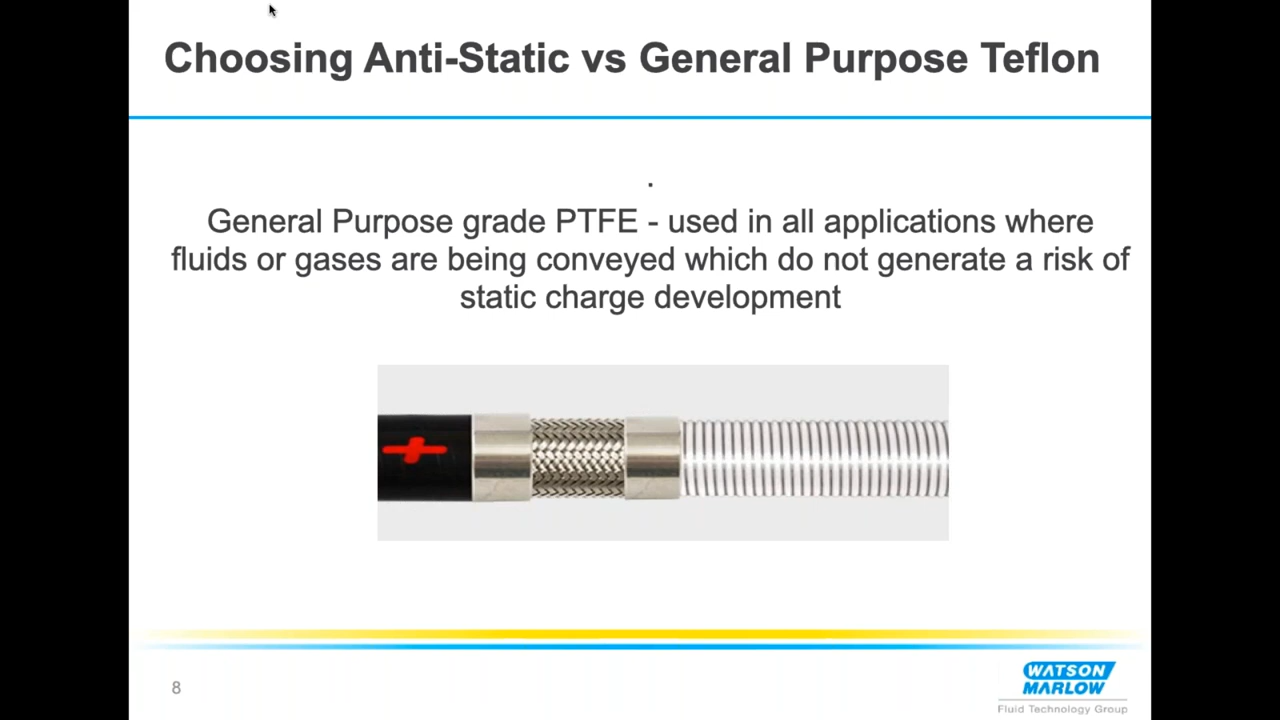 Choosing Anti-Static vs General Purpose Teflon
.
General Purpose grade PTFE - used in all applications where
fluids or gases are being conveyed which do not generate a risk of
static charge development
8
WATSON
MARLOW
Fluid Technology Group